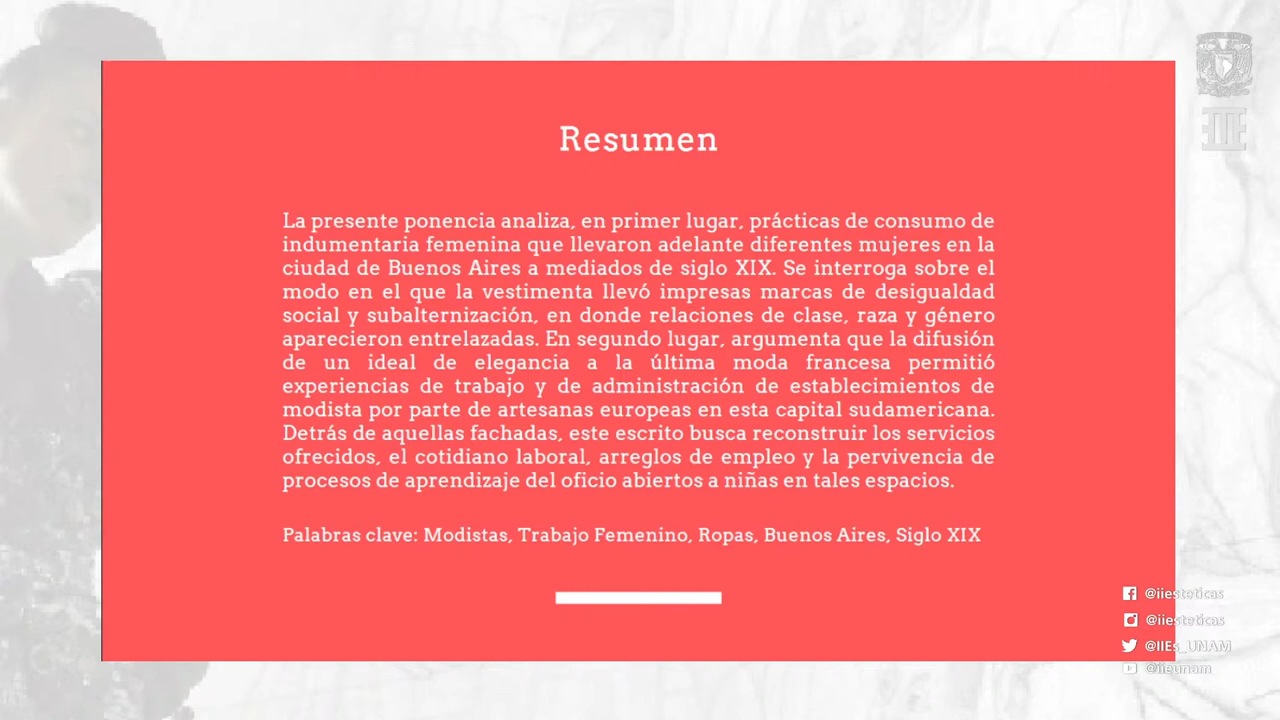 Resumen
La presente ponencia analiza, en primer lugar, prácticas de consumo de
indumentaria femenina que llevaron adelante diferentes mujeres en la
ciudad de Buenos Aires a mediados de siglo XIX. Se interroga sobre el
modo en el que la vestimenta llevó impresas marcas de desigualdad
social y subalternización, en donde relaciones de clase, raza y género
aparecieron entrelazadas. En segundo lugar, argumenta que la difusión
de un ideal de elegancia a la última moda francesa permitió
experiencias de trabajo y de administración de establecimientos de
modista por parte de artesanas europeas en esta capital sudamericana.
Detrás de aquellas fachadas, este escrito busca reconstruir los servicios
ofrecidos, el cotidiano laboral, arreglos de empleo y la pervivencia de
procesos de aprendizaje del oficio abiertos a niñas en tales espacios.
Palabras clave: Modistas, Trabajo Femenino, Ropas, Buenos Aires, Siglo XIX
@iiesteticas
@iiesteticas
@IIEs_UNAM
@iieunam